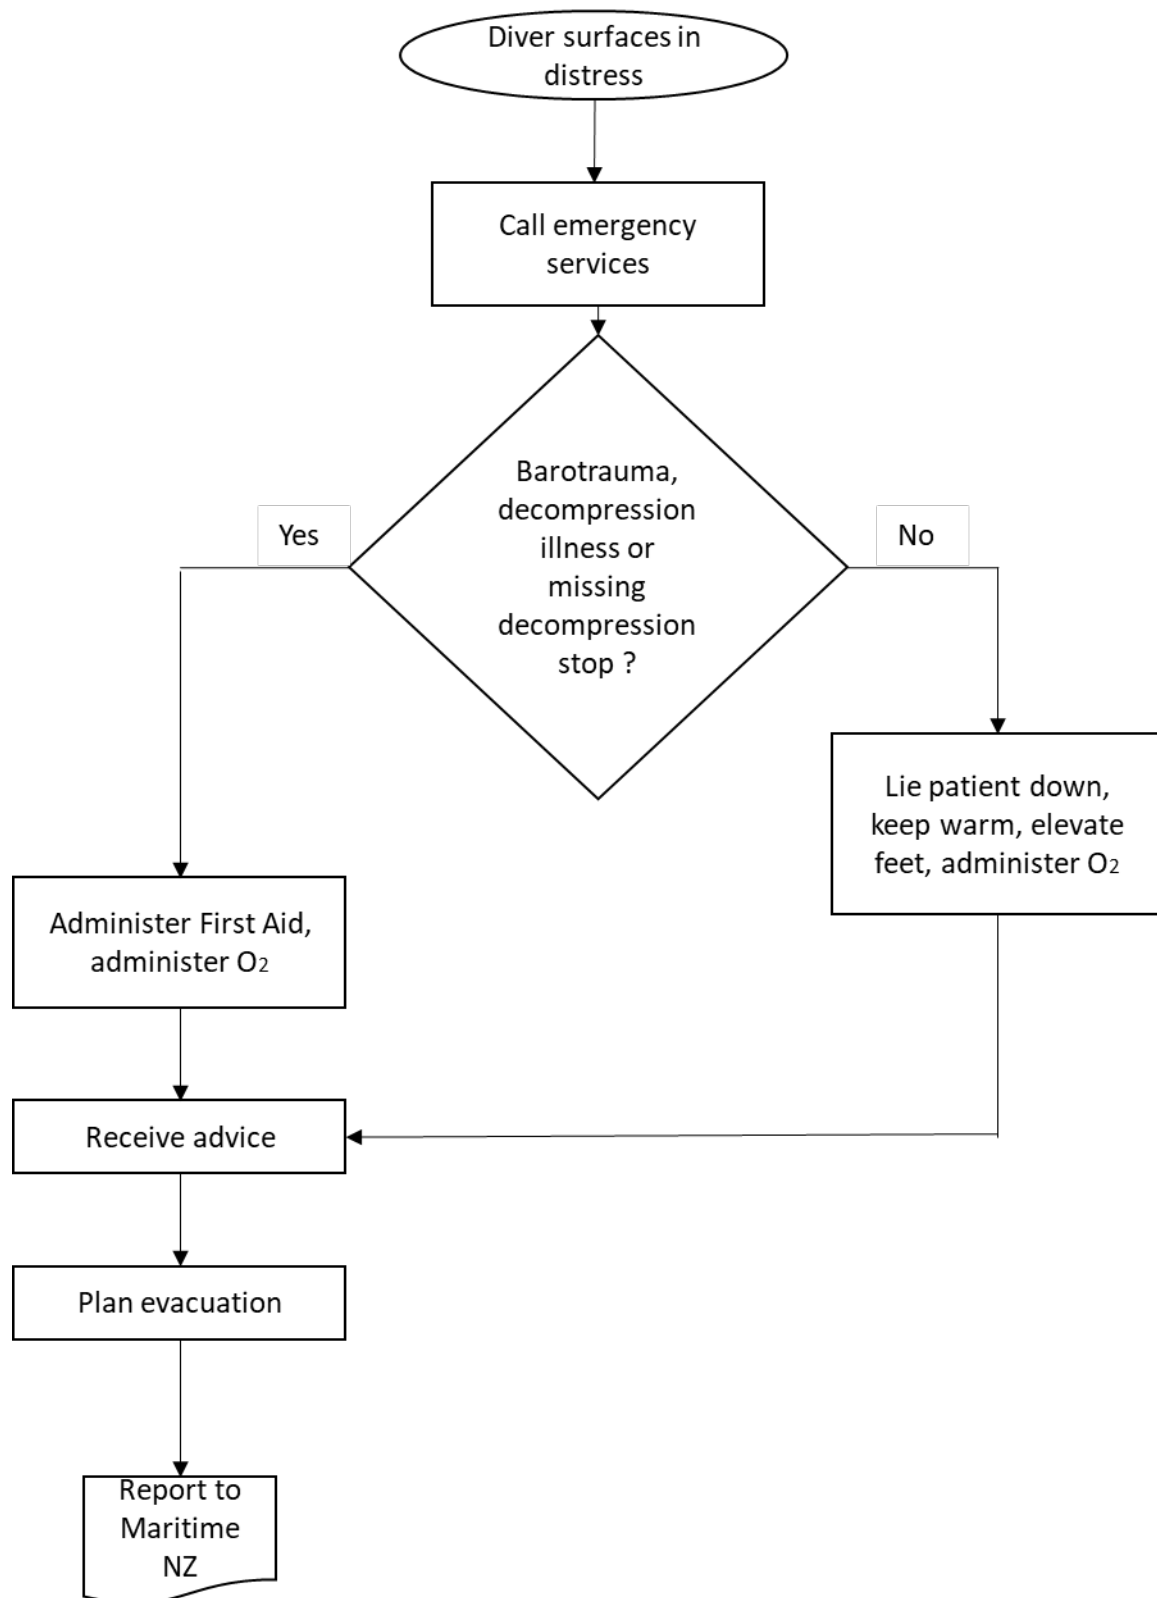 Diver surfaces in
distress
Call emergency
services
Barotrauma,
decompression
illness or
missing
decompression
stop ?
Yes
No
Lie patient down,
keep warm, elevate
feet, administer O2
Administer First Aid,
administer O2
Receive advice
Plan evacuation
Report to
Maritime
NZ